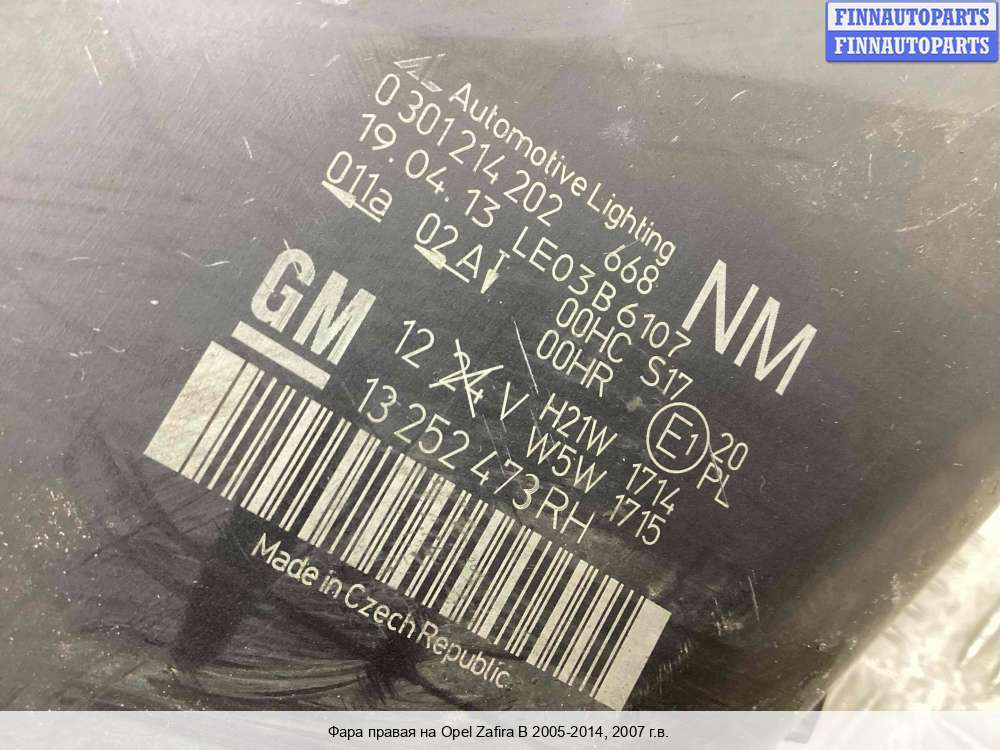 FINNAUTOPARTS
FINNAUTOPARTS
Automotive Lighting
0 301 214 202 668
19.04.13 LE03B6107
011a 02A 00HC S17
00HR
NM
GM
12 24 V H21W 1714
W5W 1715
E1 20
PL
13 252 473 RH
Made in Czech Republic
Фара правая на Opel Zafira B 2005-2014, 2007 г.в.